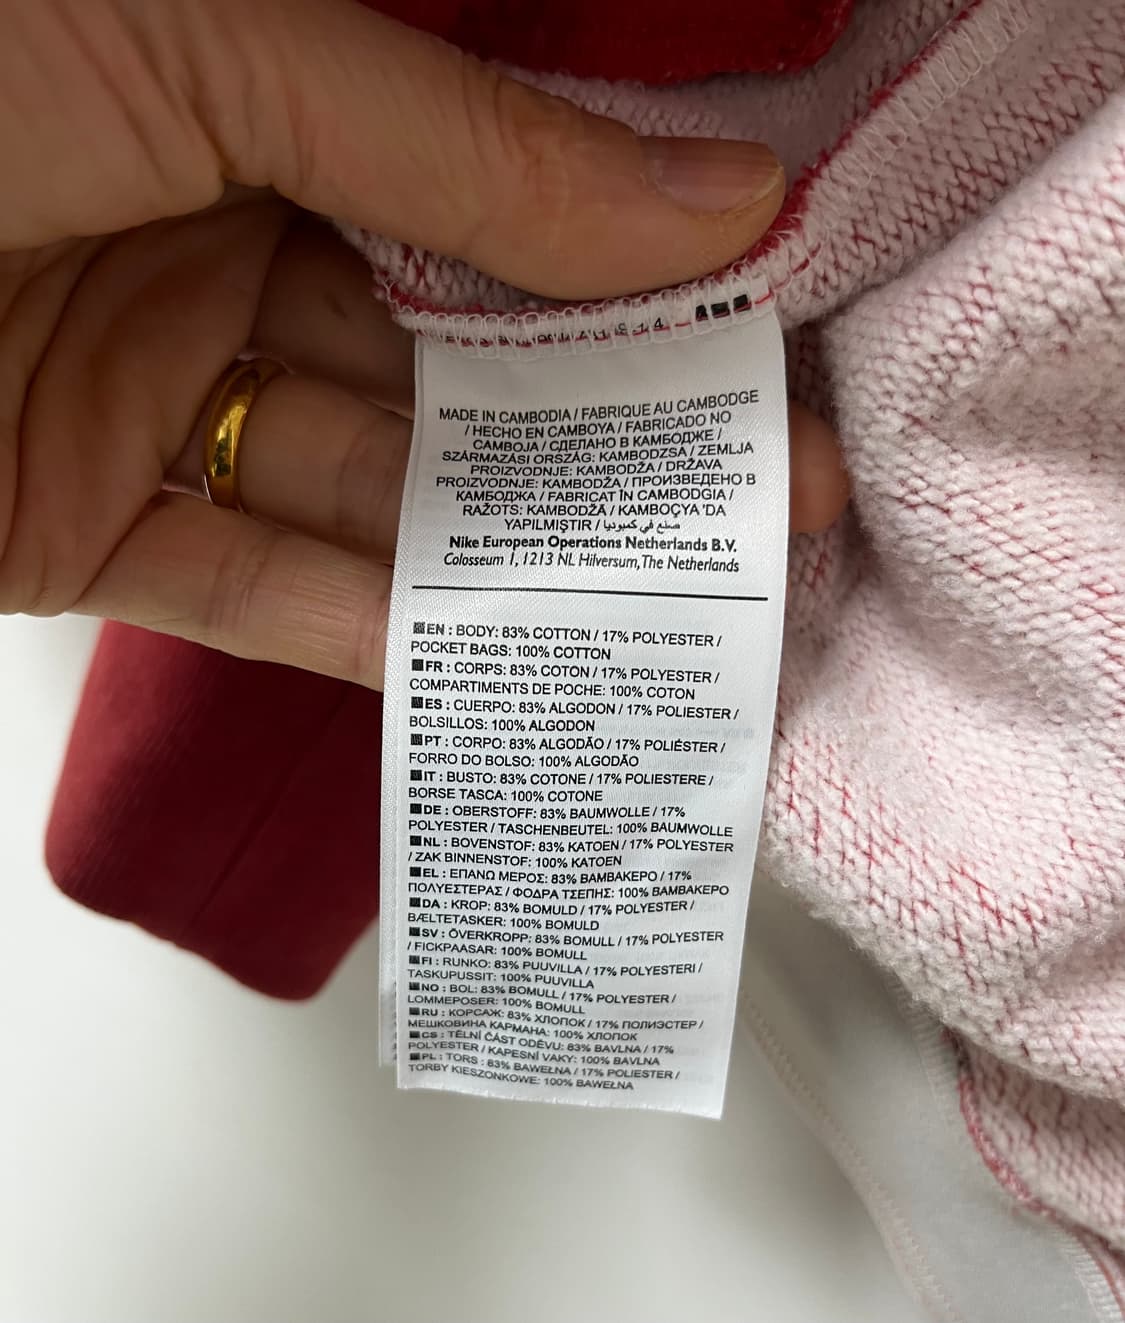 MADE IN CAMBODIA / FABRIQUE AU CAMBODGE
/ HECHO EN CAMBOYA / FABRICADO NO
CAMBOJA / СДЕЛАНО В КАМБОДЖЕ /
SZÁRMAZÁSI ORSZÁG: KAMBODZSA / ZEMLJA
PROIZVODNJE: KAMBODŽA / DRŽAVA
PROIZVODNJE: KAMBODŽA / ПРОИЗВЕДЕНО В
КАМБОДЖА / FABRICAT ÎN CAMBODGIA /
RAŽOTS: KAMBODŽA / KAMBOÇYA 'DA
YAPILMIŞTIR / صنع في كمبوديا
Nike European Operations Netherlands B.V.
Colosseum 1, 1213 NL Hilversum, The Netherlands
EN : BODY: 83% COTTON / 17% POLYESTER /
POCKET BAGS: 100% COTTON
FR : CORPS: 83% COTON / 17% POLYESTER /
COMPARTIMENTS DE POCHE: 100% COTON
ES : CUERPO: 83% ALGODON / 17% POLIESTER /
BOLSILLOS: 100% ALGODON
PT : CORPO: 83% ALGODÃO / 17% POLIÉSTER /
FORRO DO BOLSO: 100% ALGODÃO
IT : BUSTO: 83% COTONE / 17% POLIESTERE /
BORSE TASCA: 100% COTONE
DE : OBERSTOFF: 83% BAUMWOLLE / 17%
POLYESTER / TASCHENBEUTEL: 100% BAUMWOLLE
NL : BOVENSTOF: 83% KATOEN / 17% POLYESTER
/ ZAK BINNENSTOF: 100% KATOEN
EL : ΕΠΑΝΩ ΜΕΡΟΣ: 83% ΒΑΜΒΑΚΕΡΟ / 17%
ΠΟΛΥΕΣΤΕΡΑΣ / ΦΟΔΡΑ ΤΣΕΠΗΣ: 100% ΒΑΜΒΑΚΕΡΟ
DA : KROP: 83% BOMULD / 17% POLYESTER /
BÆLTETASKER: 100% BOMULD
SV : ÖVERKROPP: 83% BOMULL / 17% POLYESTER
/ FICKPAASAR: 100% BOMULL
FI : RUNKO: 83% PUUVILLA / 17% POLYESTERI /
TASKUPUSSIT: 100% PUUVILLA
NO : BOL: 83% BOMULL / 17% POLYESTER /
LOMMEPOSER: 100% BOMULL
RU : КОРСАЖ: 83% ХЛОПОК / 17% ПОЛИЭСТЕР /
МЕШКОВИНА КАРМАНА: 100% ХЛОПОК
CS : TĚLNÍ ČÁST ODĚVU: 83% BAVLNA / 17%
POLYESTER / KAPESNÍ VAKY: 100% BAVLNA
PL : TORS : 83% BAWEŁNA / 17% POLIESTER /
TORBY KIESZONKOWE: 100% BAWEŁNA